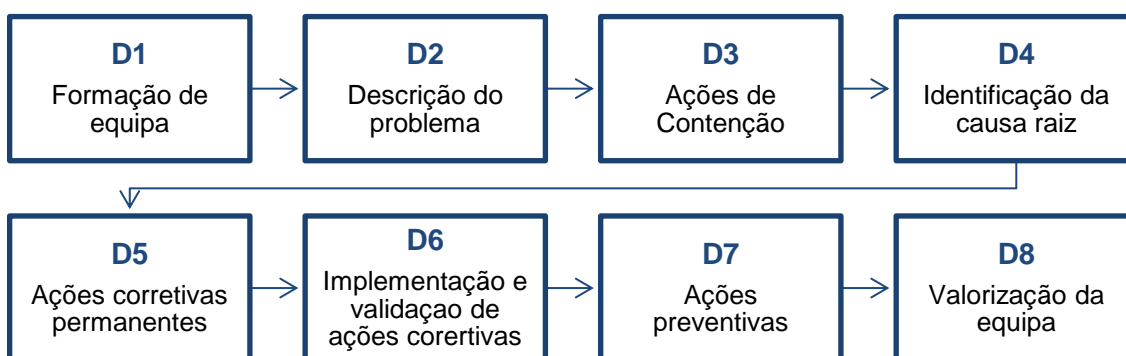 D1
Formação de
equipa
D2
Descrição do
problema
D3
Ações de
Contenção
D4
Identificação da
causa raiz
D5
Ações corretivas
permanentes
D6
Implementação e
validaçao de
ações corertivas
D7
Ações
preventivas
D8
Valorização da
equipa